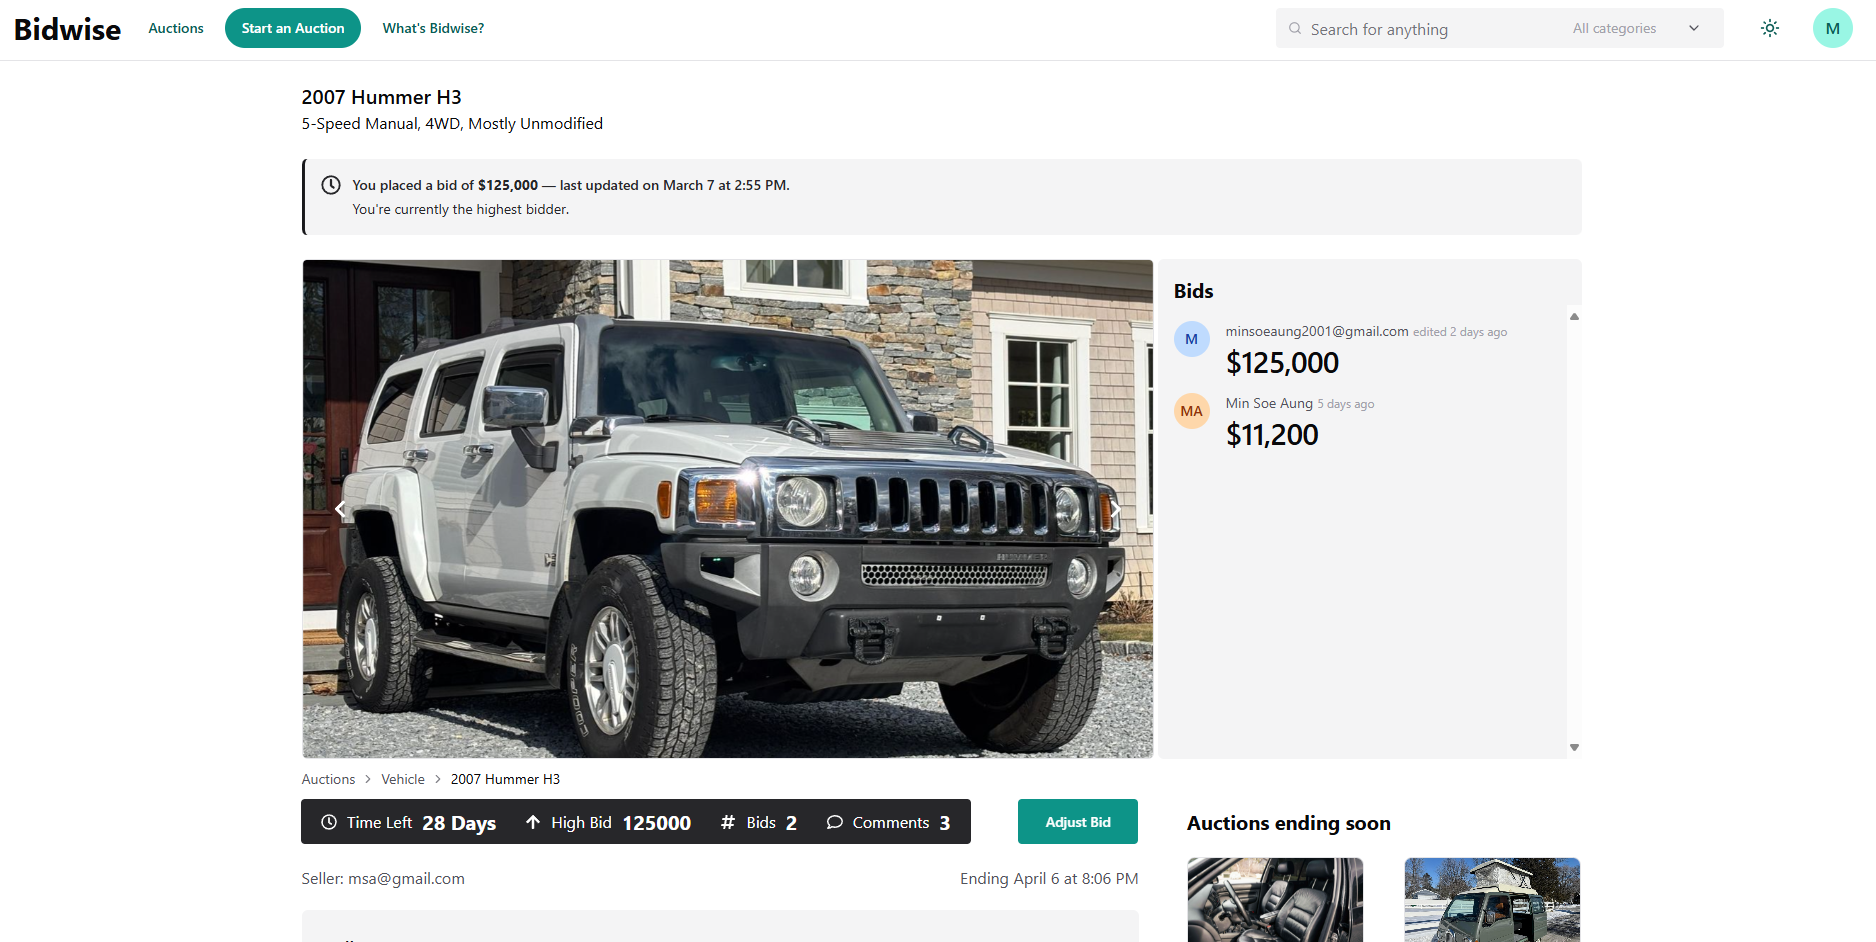 Bidwise
Auctions
Start an Auction
What's Bidwise?
Search for anything
All categories
M
2007 Hummer H3
5-Speed Manual, 4WD, Mostly Unmodified
You placed a bid of $125,000 — last updated on March 7 at 2:55 PM.
You're currently the highest bidder.
HUMMER
Bids
M
minsoeaung2001@gmail.com edited 2 days ago
$125,000
MA
Min Soe Aung 5 days ago
$11,200
Auctions > Vehicle > 2007 Hummer H3
Time Left 28 Days
High Bid 125000
# Bids 2
Comments 3
Adjust Bid
Seller: msa@gmail.com
Ending April 6 at 8:06 PM
Auctions ending soon